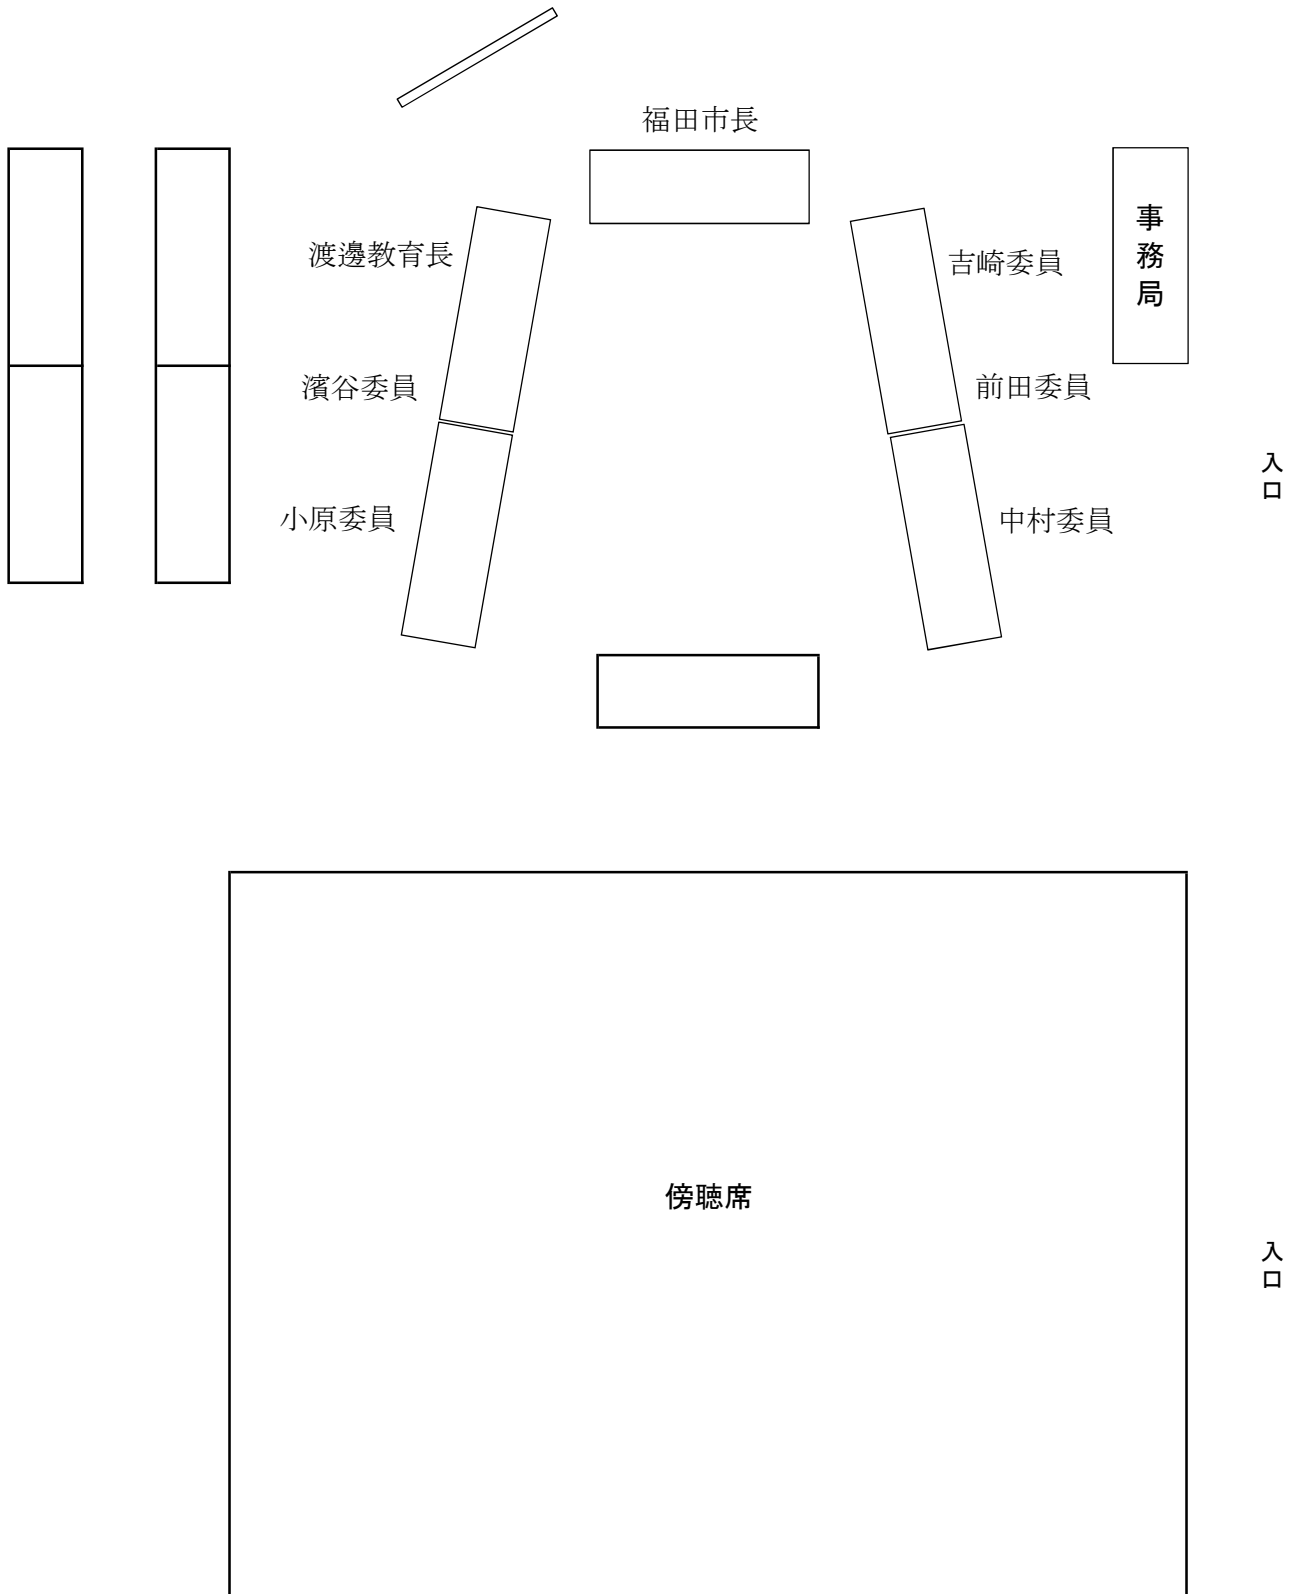 福田市長
渡邊教育長
吉崎委員
事務局
濱谷委員
前田委員
入口
小原委員
中村委員
傍聴席
入口